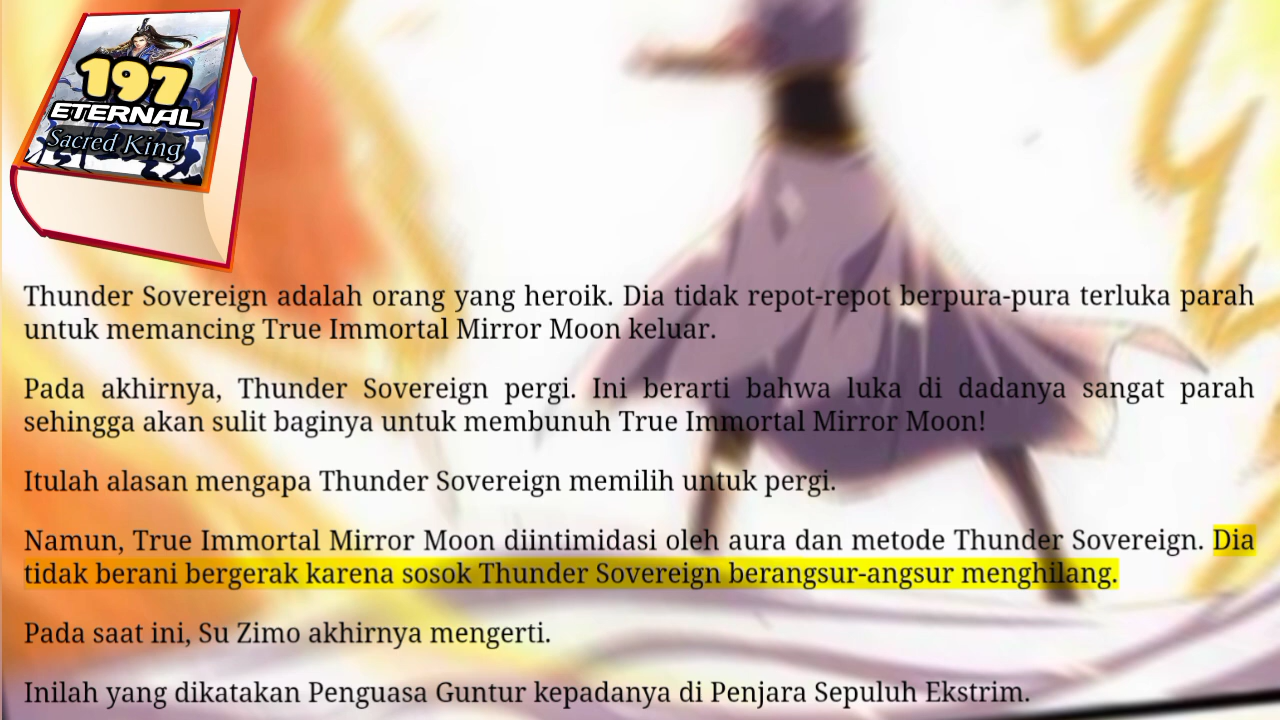 197
ETERNAL
Sacred King
Thunder Sovereign adalah orang yang heroik. Dia tidak repot-repot berpura-pura terluka parah
untuk memancing True Immortal Mirror Moon keluar.
Pada akhirnya, Thunder Sovereign pergi. Ini berarti bahwa luka di dadanya sangat parah
sehingga akan sulit baginya untuk membunuh True Immortal Mirror Moon!
Itulah alasan mengapa Thunder Sovereign memilih untuk pergi.
Namun, True Immortal Mirror Moon diintimidasi oleh aura dan metode Thunder Sovereign. Dia
tidak berani bergerak karena sosok Thunder Sovereign berangsur-angsur menghilang.
Pada saat ini, Su Zimo akhirnya mengerti.
Inilah yang dikatakan Penguasa Guntur kepadanya di Penjara Sepuluh Ekstrim.